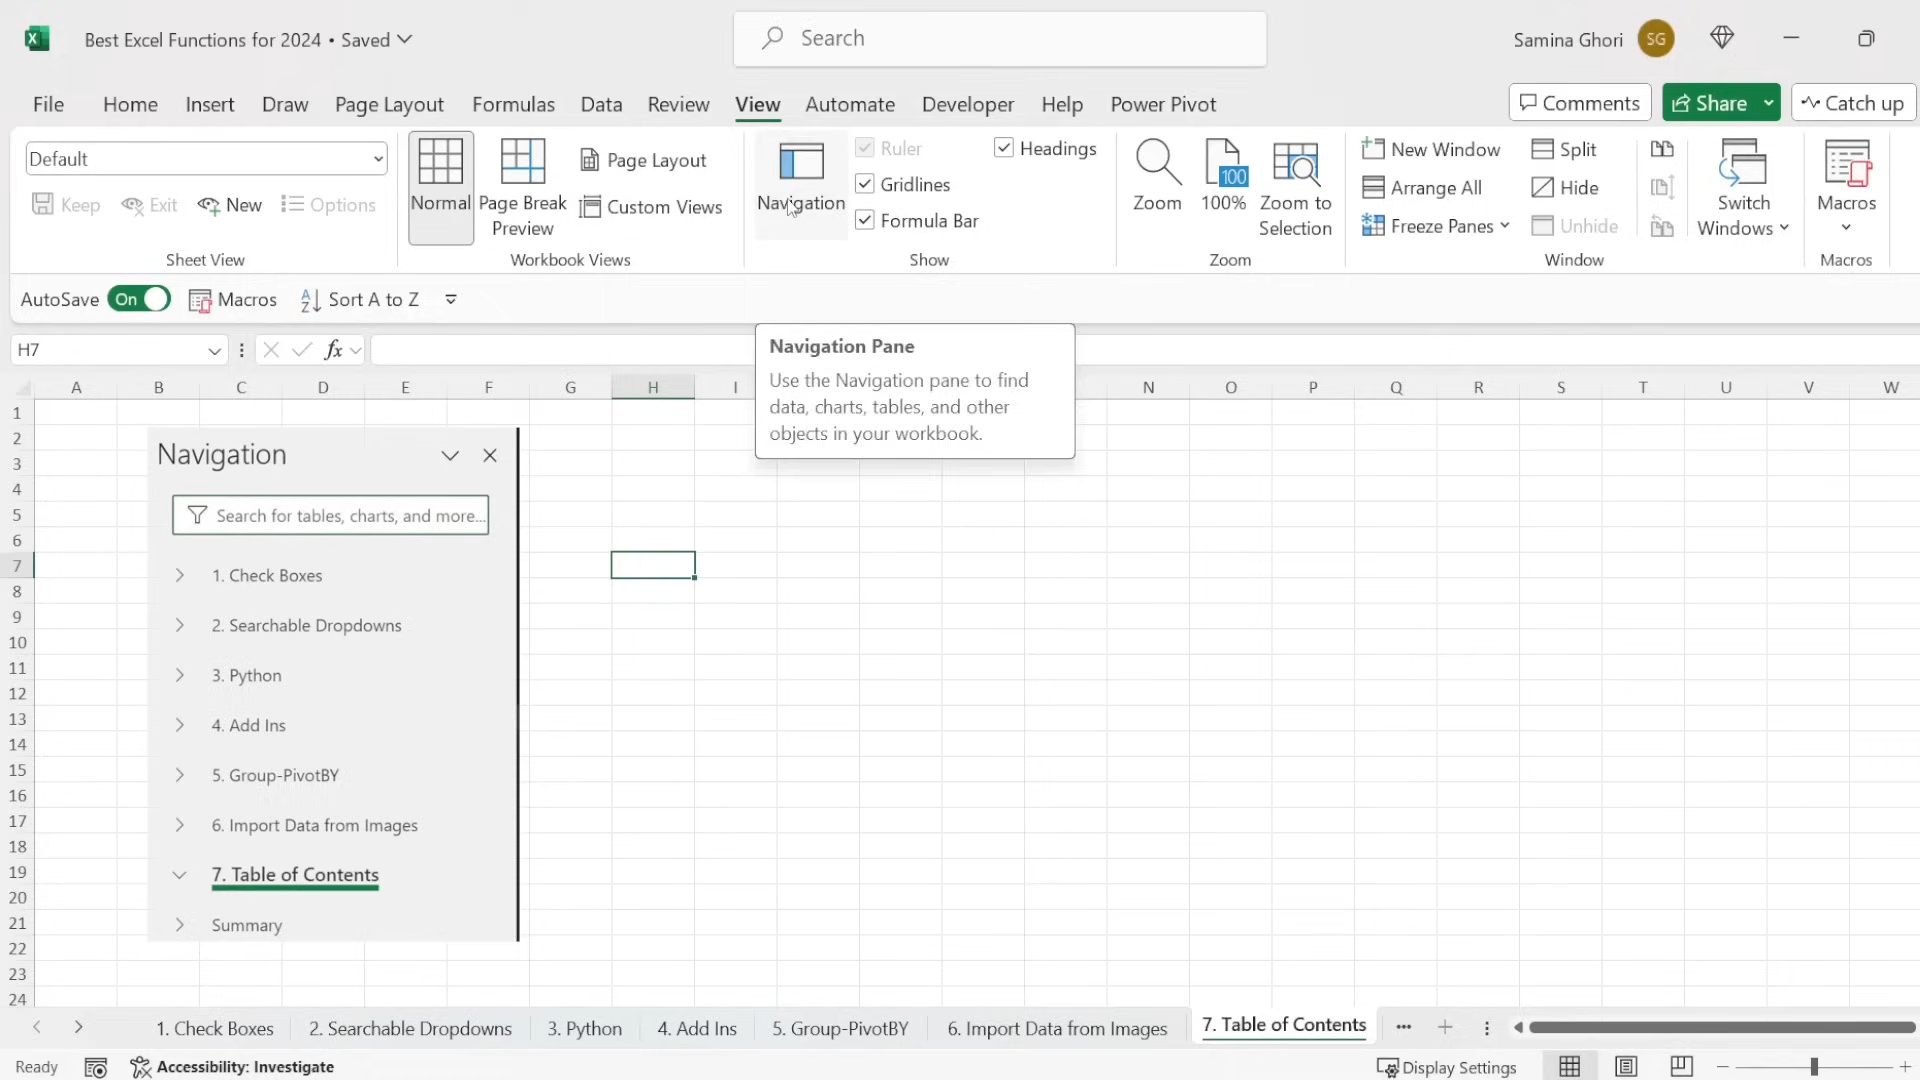 Best Excel Functions for 2024 • Saved
Search
Samina Ghori
SG
File Home Insert Draw Page Layout Formulas Data Review View Automate Developer Help Power Pivot
Comments Share Catch up
Default
Keep Exit New Options
Sheet View
Normal
Page Break
Preview
Page Layout
Custom Views
Workbook Views
Navigation
Ruler
Gridlines
Formula Bar
Headings
Show
Zoom
100
100%
Zoom to
Selection
Zoom
New Window
Arrange All
Freeze Panes
Split
Hide
Unhide
Switch
Windows
Window
Macros
Macros
AutoSave On Macros Sort A to Z
H7
fx
Navigation Pane
Use the Navigation pane to find
data, charts, tables, and other
objects in your workbook.
A B C D E F G H I N O P Q R S T U V W
1
2
3
4
5
6
7
8
9
10
11
12
13
14
15
16
17
18
19
20
21
22
23
24
Navigation
Search for tables, charts, and more...
1. Check Boxes
2. Searchable Dropdowns
3. Python
4. Add Ins
5. Group-PivotBY
6. Import Data from Images
7. Table of Contents
Summary
1. Check Boxes 2. Searchable Dropdowns 3. Python 4. Add Ins 5. Group-PivotBY 6. Import Data from Images 7. Table of Contents
Ready Accessibility: Investigate Display Settings